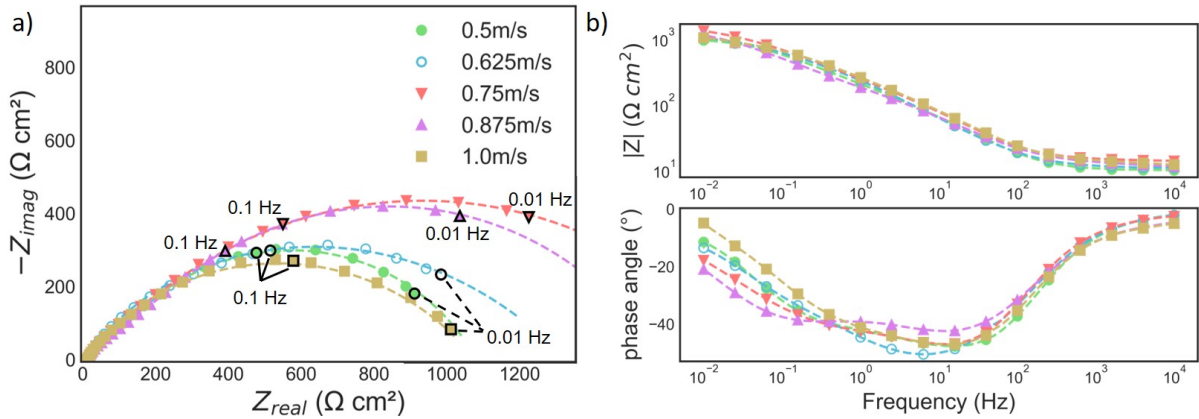 a)
−Z_imag (Ω cm²)
800
600
400
200
0
0 200 400 600 800 1000 1200
Z_real (Ω cm²)
0.5m/s
0.625m/s
0.75m/s
0.875m/s
1.0m/s
0.1 Hz
0.01 Hz
0.1 Hz
0.01 Hz
0.1 Hz
0.01 Hz
b)
|Z| (Ω cm²)
10³
10²
10¹
10⁻² 10⁻¹ 10⁰ 10¹ 10² 10³ 10⁴
phase angle (°)
0
−20
−40
10⁻² 10⁻¹ 10⁰ 10¹ 10² 10³ 10⁴
Frequency (Hz)